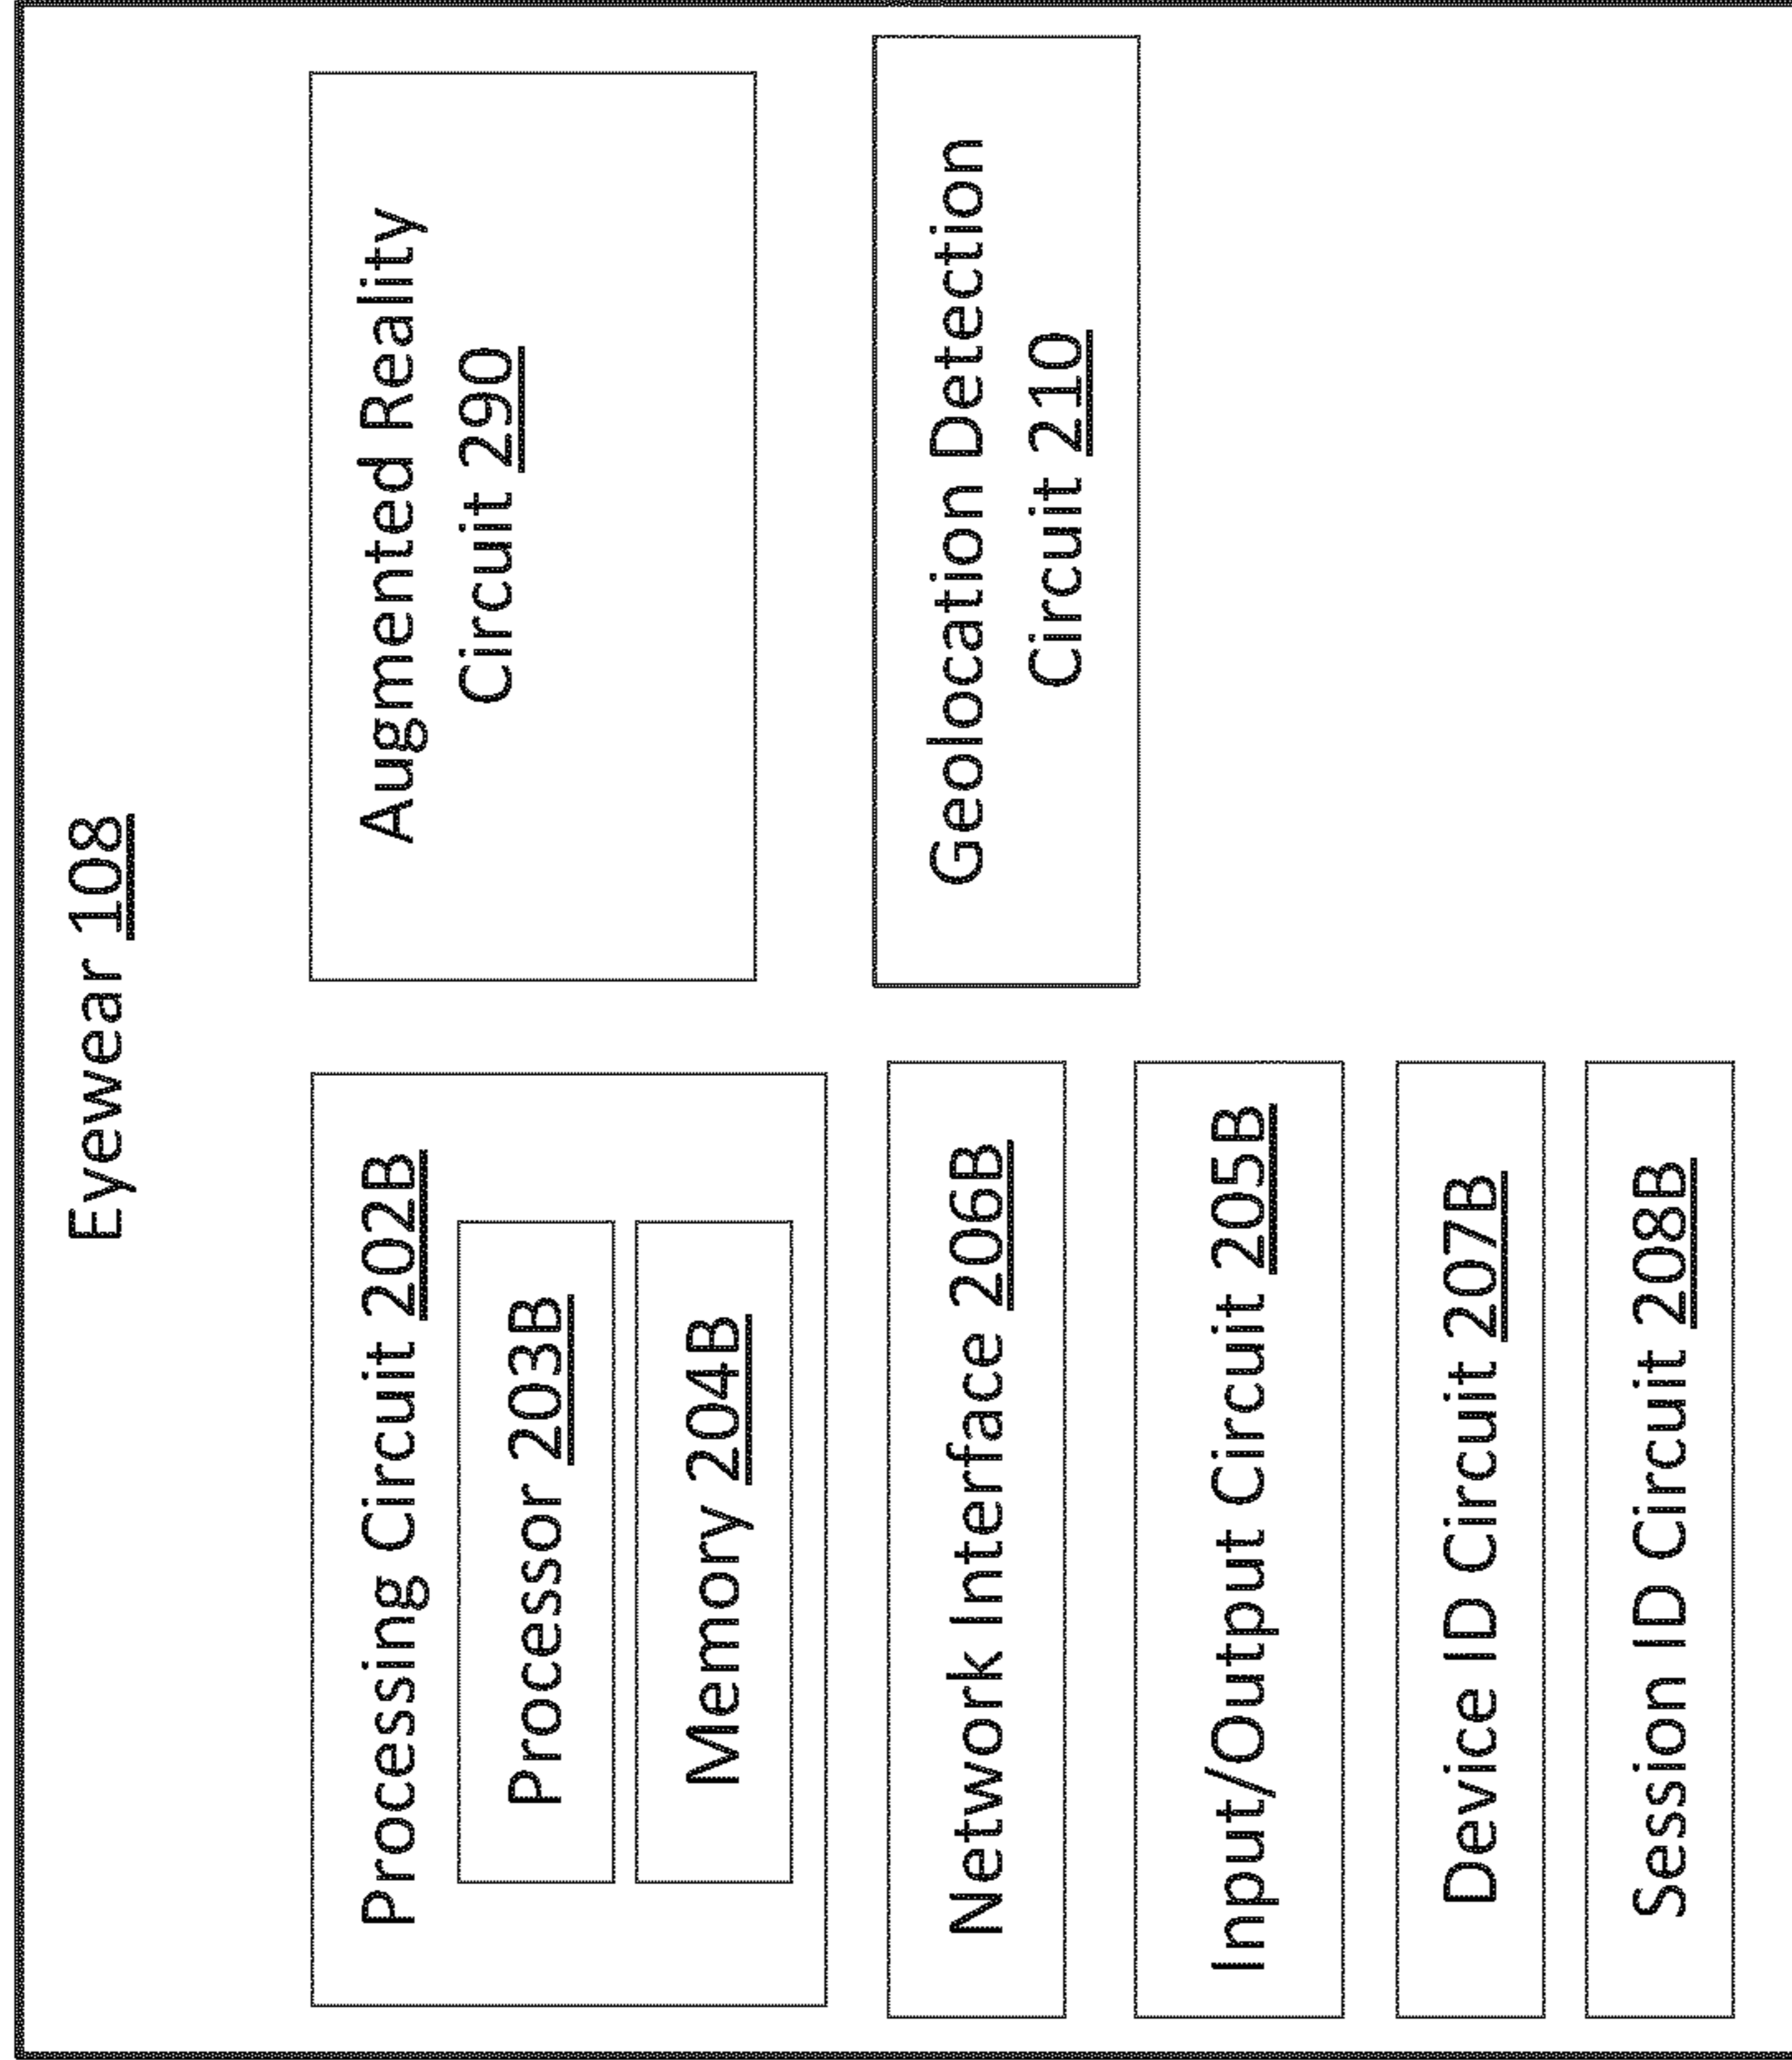 Eyewear 108
Processing Circuit 202B
Processor 203B
Memory 204B
Network Interface 206B
Input/Output Circuit 205B
Device ID Circuit 207B
Session ID Circuit 208B
Augmented Reality
Circuit 290
Geolocation Detection
Circuit 210